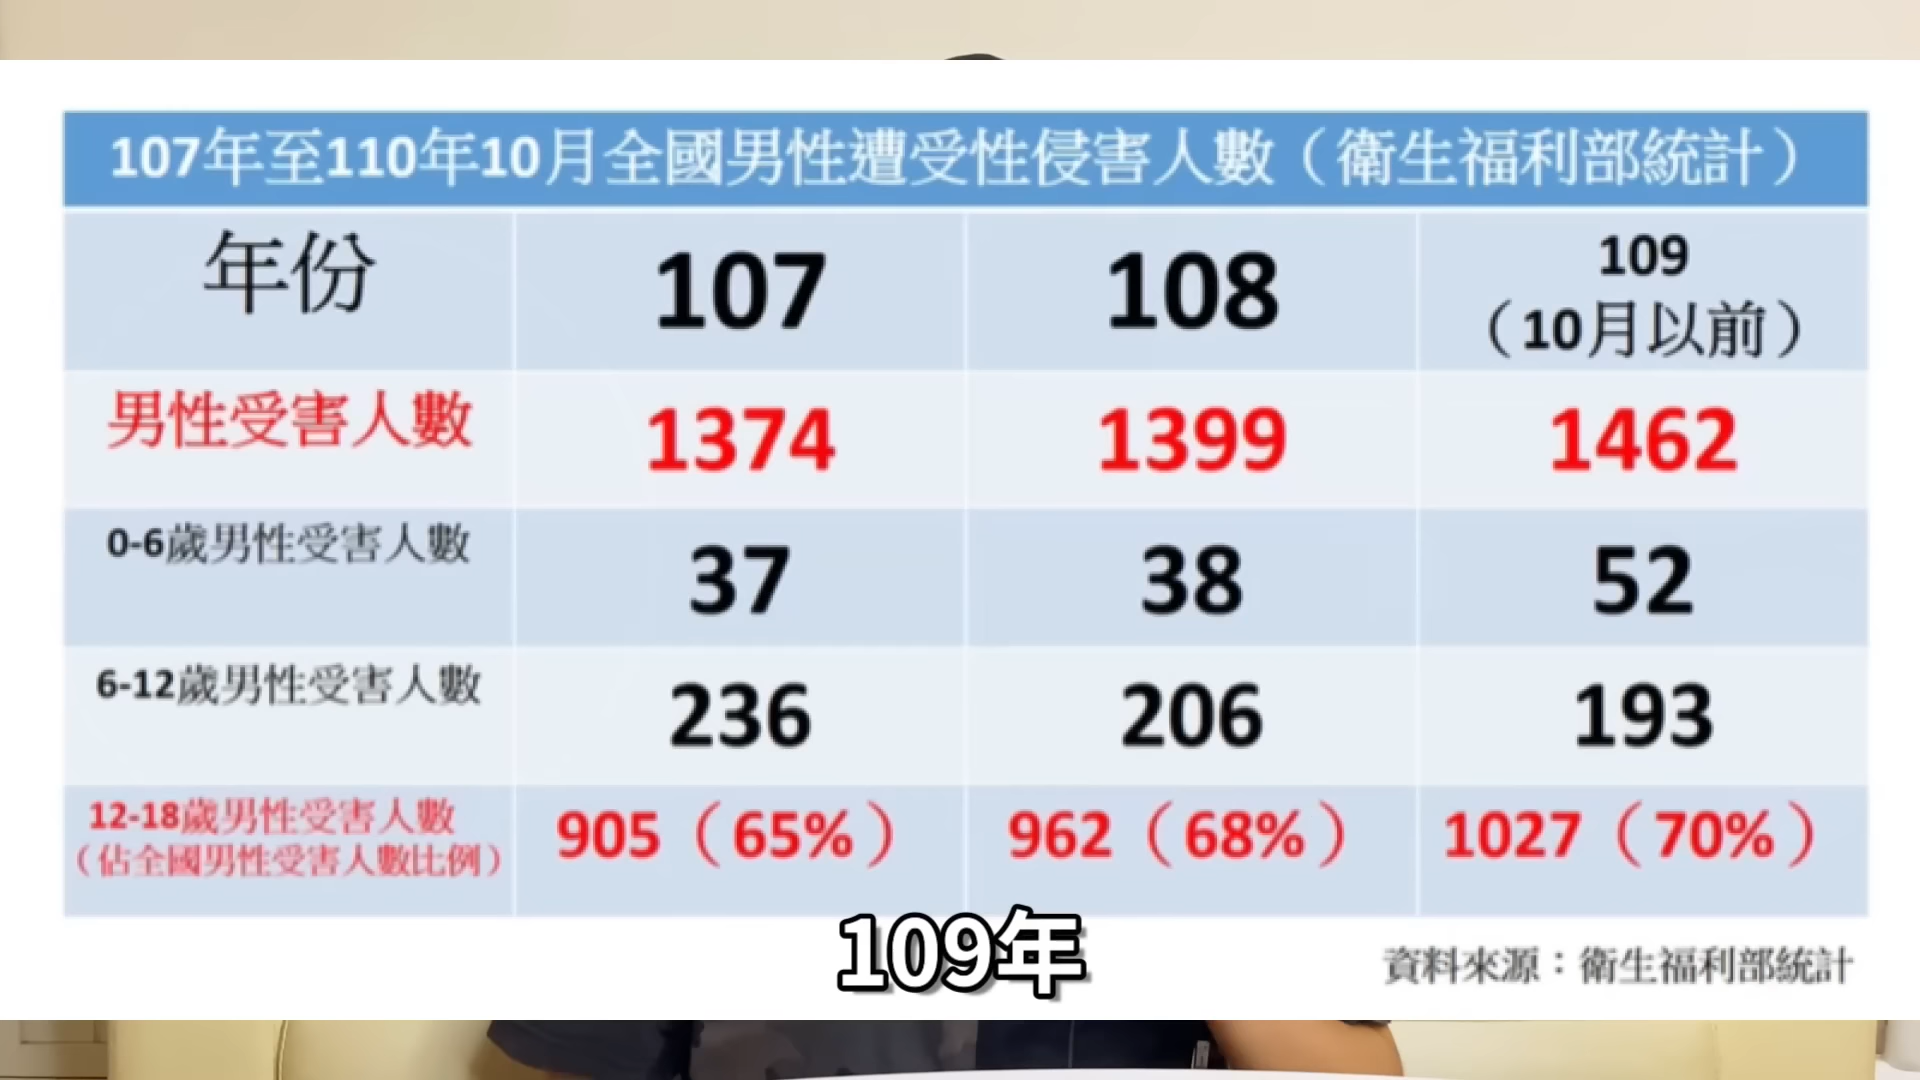 107年至110年10月全國男性遭受性侵害人數（衛生福利部統計）
年份 107 108 109
（10月以前）
男性受害人數 1374 1399 1462
0-6歲男性受害人數 37 38 52
6-12歲男性受害人數 236 206 193
12-18歲男性受害人數
（佔全國男性受害人數比例） 905（65%） 962（68%） 1027（70%）
109年
資料來源：衛生福利部統計